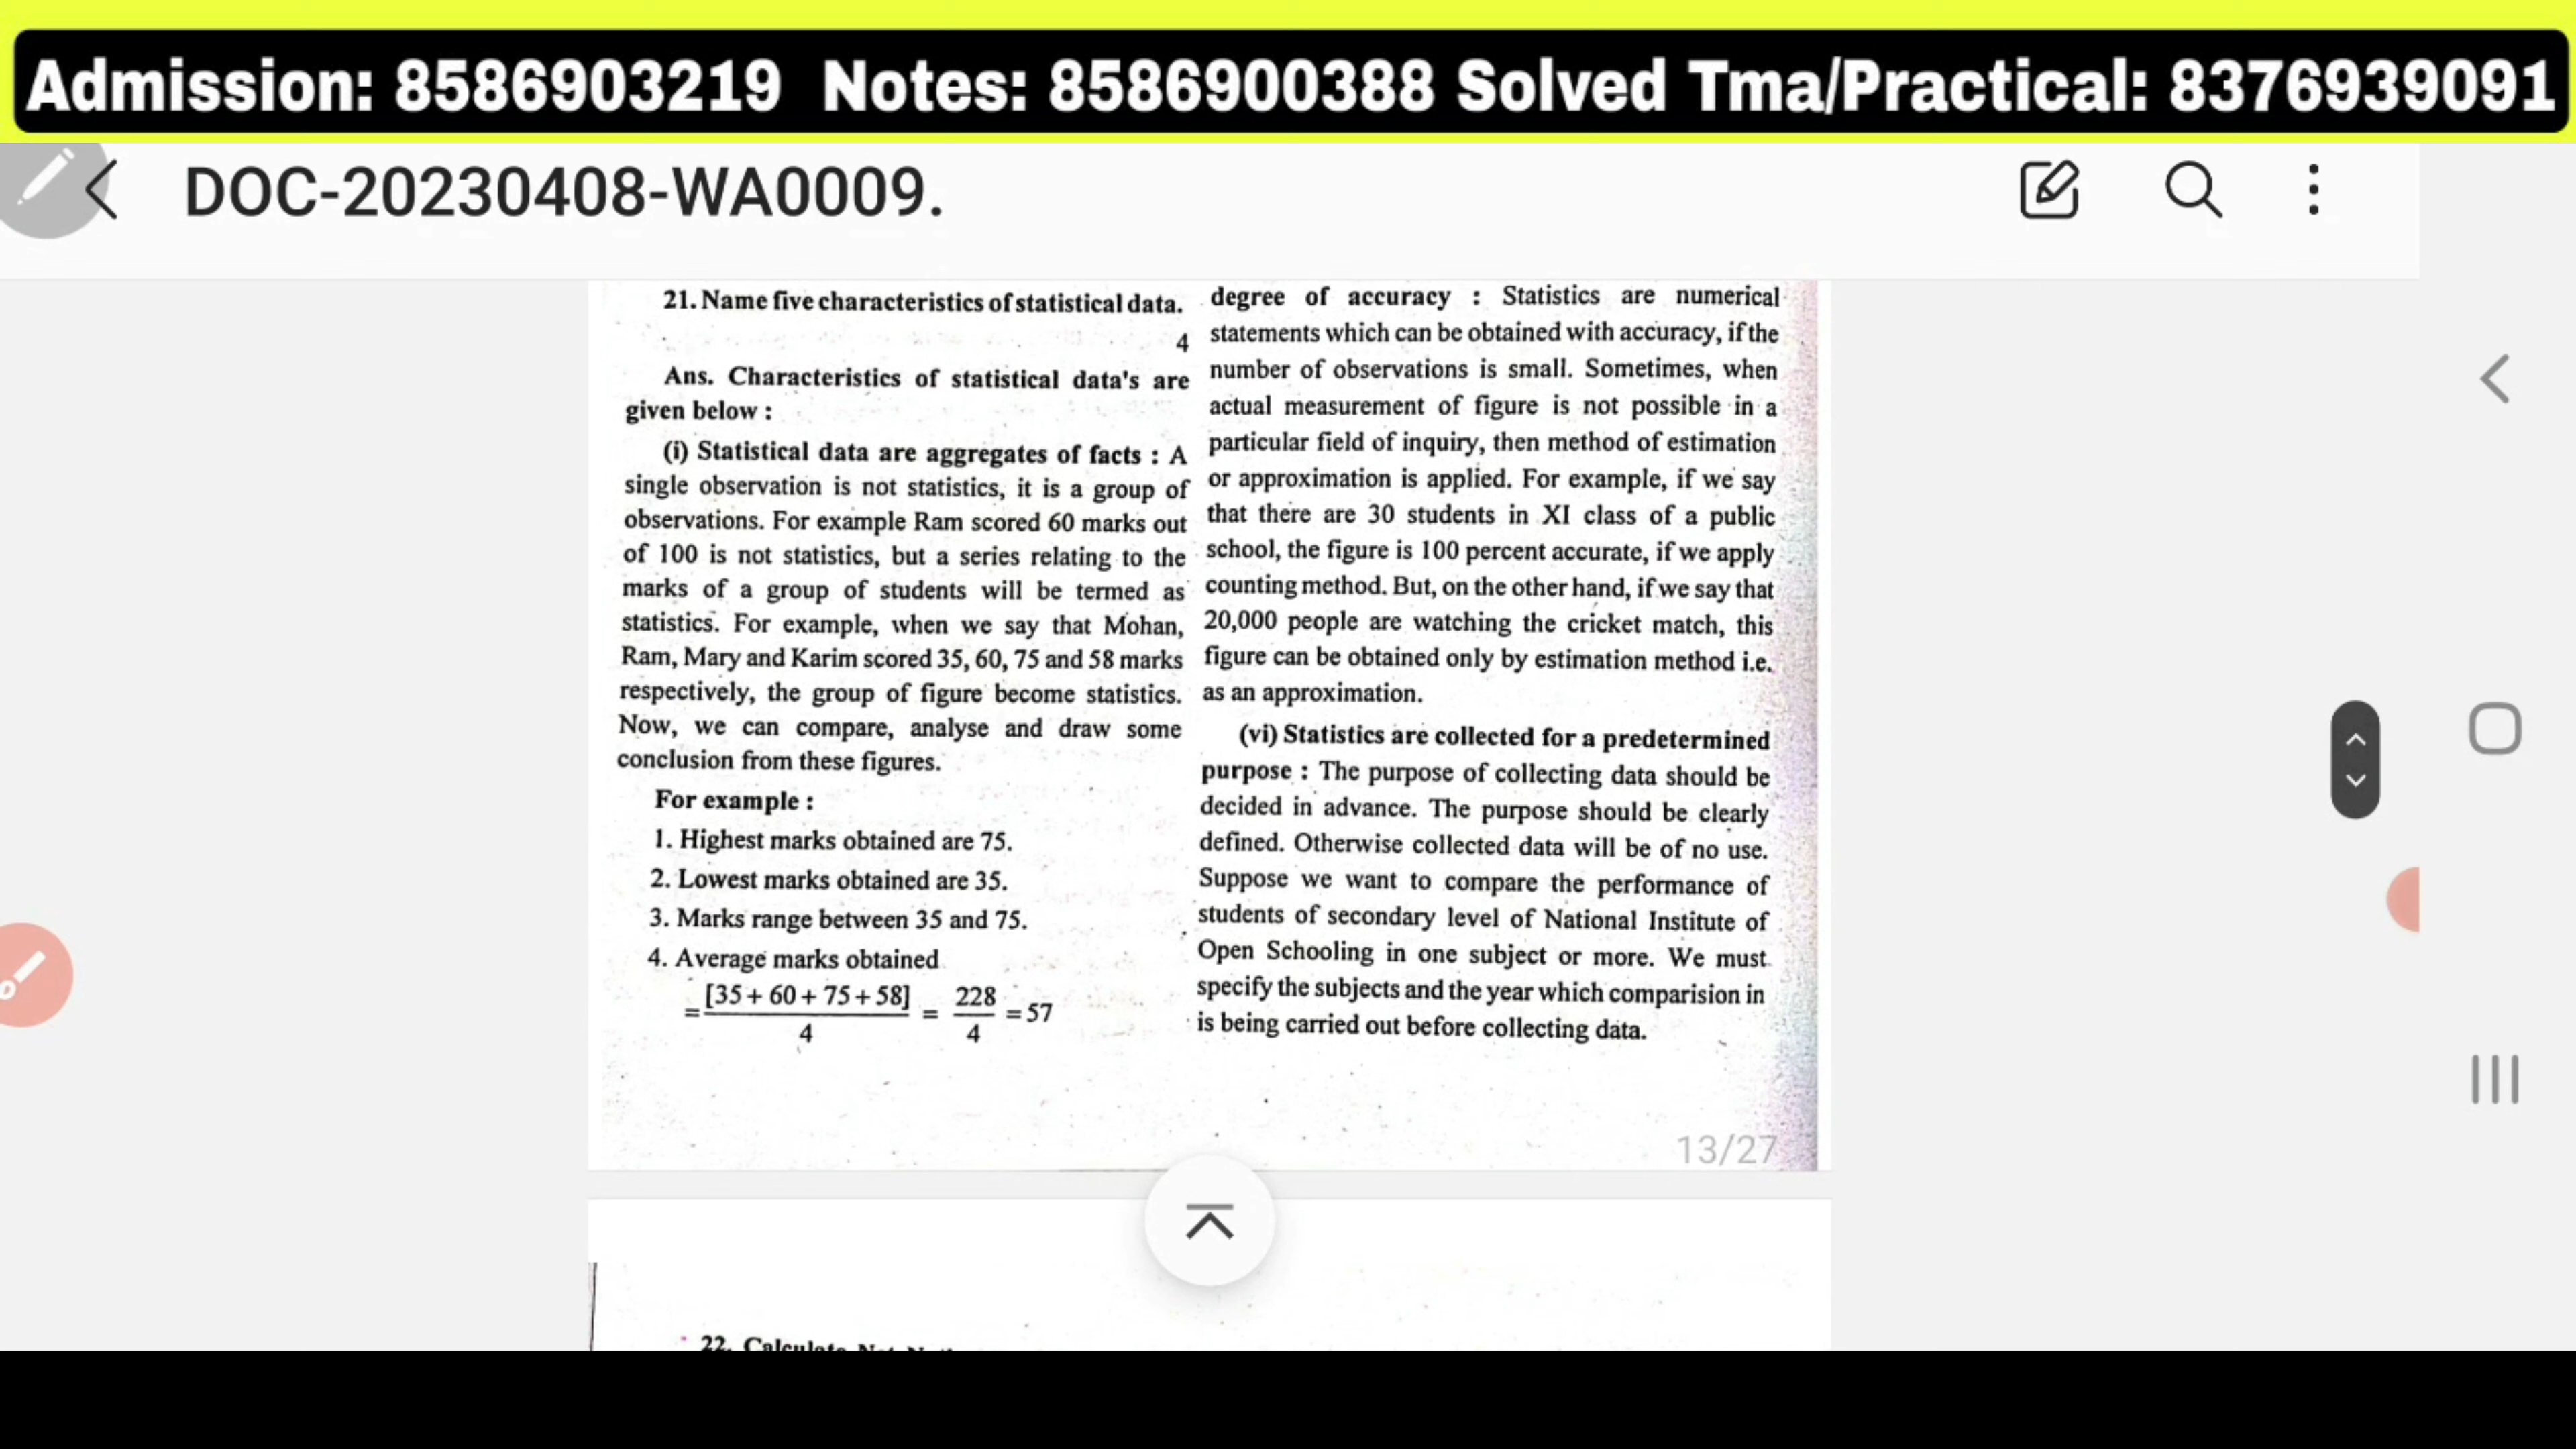 Admission: 8586903219 Notes: 8586900388 Solved Tma/Practical: 8376939091
DOC-20230408-WA0009.
21. Name five characteristics of statistical data.
4
Ans. Characteristics of statistical data's are
given below :
(i) Statistical data are aggregates of facts : A
single observation is not statistics, it is a group of
observations. For example Ram scored 60 marks out
of 100 is not statistics, but a series relating to the
marks of a group of students will be termed as
statistics. For example, when we say that Mohan,
Ram, Mary and Karim scored 35, 60, 75 and 58 marks
respectively, the group of figure become statistics.
Now, we can compare, analyse and draw some
conclusion from these figures.
For example :
1. Highest marks obtained are 75.
2. Lowest marks obtained are 35.
3. Marks range between 35 and 75.
4. Average marks obtained
= [35 + 60 + 75 + 58] / 4 = 228 / 4 = 57
degree of accuracy : Statistics are numerical
statements which can be obtained with accuracy, if the
number of observations is small. Sometimes, when
actual measurement of figure is not possible in a
particular field of inquiry, then method of estimation
or approximation is applied. For example, if we say
that there are 30 students in XI class of a public
school, the figure is 100 percent accurate, if we apply
counting method. But, on the other hand, if we say that
20,000 people are watching the cricket match, this
figure can be obtained only by estimation method i.e.
as an approximation.
(vi) Statistics are collected for a predetermined
purpose : The purpose of collecting data should be
decided in advance. The purpose should be clearly
defined. Otherwise collected data will be of no use.
Suppose we want to compare the performance of
students of secondary level of National Institute of
Open Schooling in one subject or more. We must
specify the subjects and the year which comparision in
is being carried out before collecting data.
13/27
22. Calculate Net